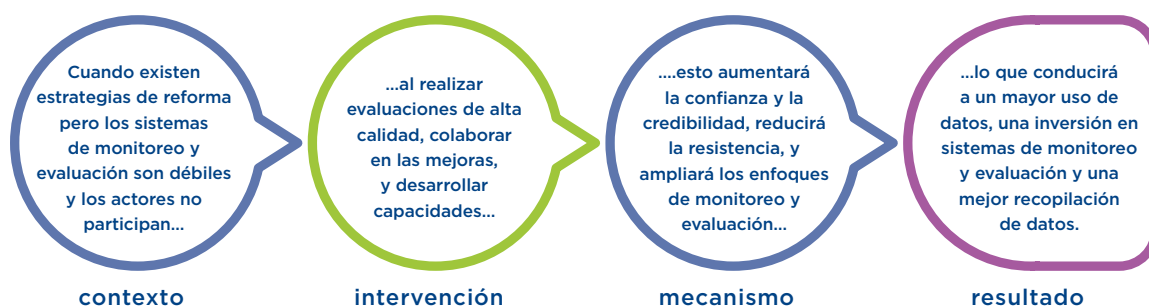 Cuando existen
estrategias de reforma
pero los sistemas
de monitoreo y
evaluación son débiles
y los actores no
participan...
contexto
...al realizar
evaluaciones de alta
calidad, colaborar
en las mejoras,
y desarrollar
capacidades...
intervención
....esto aumentará
la confianza y la
credibilidad, reducirá
la resistencia, y
ampliará los enfoques
de monitoreo y
evaluación...
mecanismo
...lo que conducirá
a un mayor uso de
datos, una inversión en
sistemas de monitoreo
y evaluación y una
mejor recopilación
de datos.
resultado